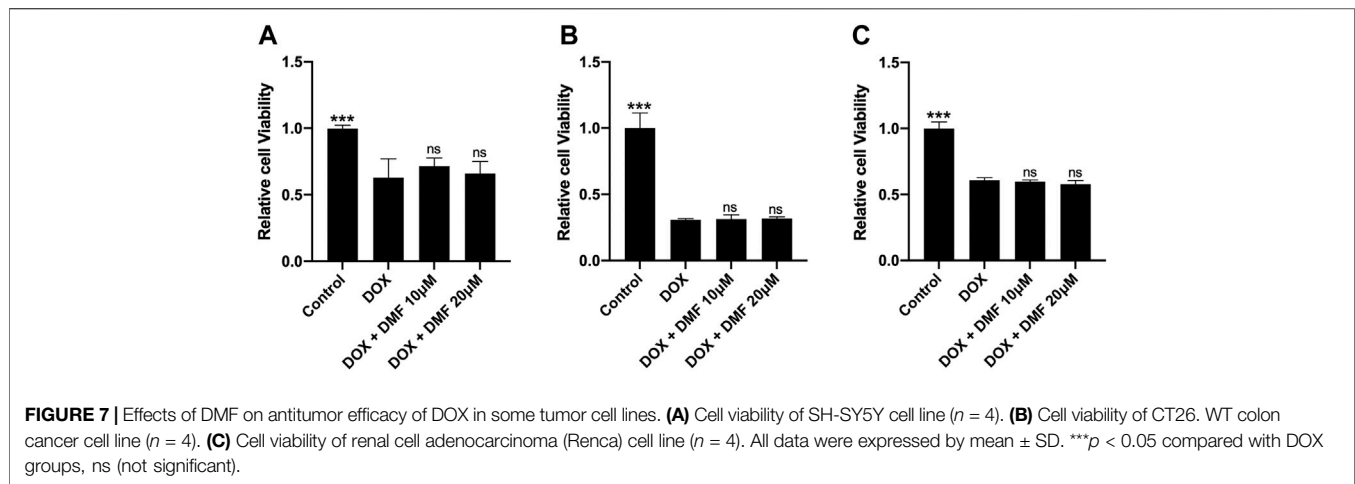 A
1.5
1.0
0.5
0.0
Relative cell Viability
***
ns
ns
Control
DOX
DOX + DMF 10μM
DOX + DMF 20μM
B
1.5
1.0
0.5
0.0
Relative cell Viability
***
ns
ns
Control
DOX
DOX + DMF 10μM
DOX + DMF 20μM
C
1.5
1.0
0.5
0.0
Relative cell Viability
***
ns
ns
Control
DOX
DOX + DMF 10μM
DOX + DMF 20μM
FIGURE 7 | Effects of DMF on antitumor efficacy of DOX in some tumor cell lines. (A) Cell viability of SH-SY5Y cell line (n = 4). (B) Cell viability of CT26. WT colon
cancer cell line (n = 4). (C) Cell viability of renal cell adenocarcinoma (Renca) cell line (n = 4). All data were expressed by mean ± SD. ***p < 0.05 compared with DOX
groups, ns (not significant).